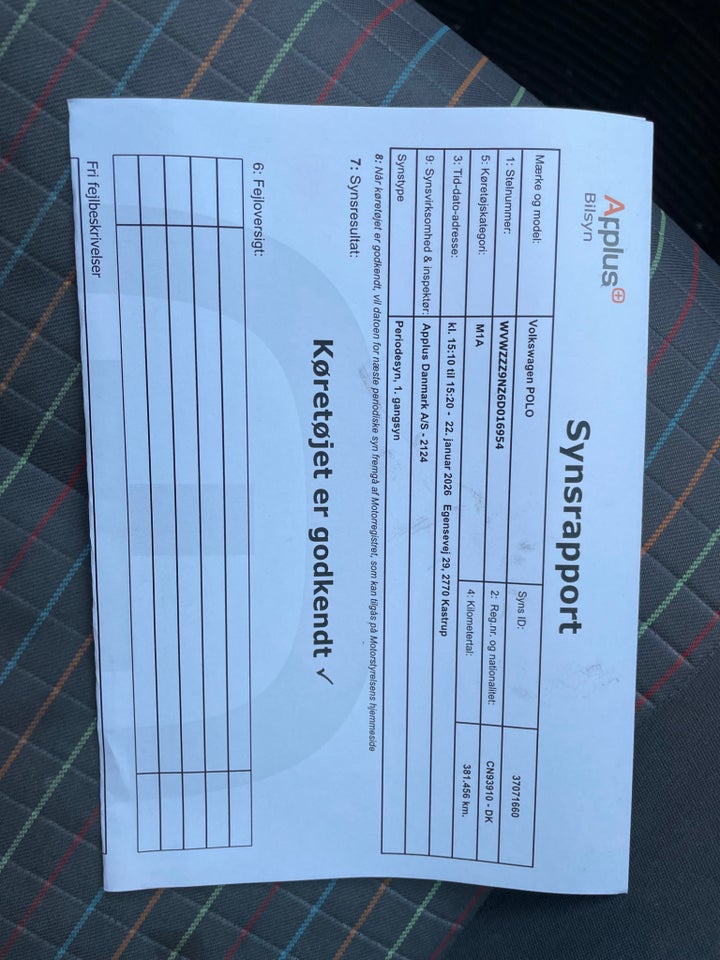 Applus+
Bilsyn
Synsrapport
Mærke og model: Volkswagen POLO Syns ID: 37071660
1: Stelnummer: WVWZZZ9NZ6D016954 2: Reg.nr. og nationalitet: CN93910 - DK
5: Køretøjskategori: M1A 4: Kilometertal: 381.456 km.
3: Tid-dato-adresse: kl. 15:10 til 15:20 - 22. januar 2026 Egensevej 29, 2770 Kastrup
9: Synsvirksomhed & inspektør: Applus Danmark A/S - 2124
Synstype Periodesyn, 1. gangsyn
8: Når køretøjet er godkendt, vil datoen for næste periodiske syn fremgå af Motorregistret, som kan tilgås på Motorstyrelsens hjemmeside
7: Synsresultat:
Køretøjet er godkendt ✓
6: Fejloversigt:
Fri fejlbeskrivelser